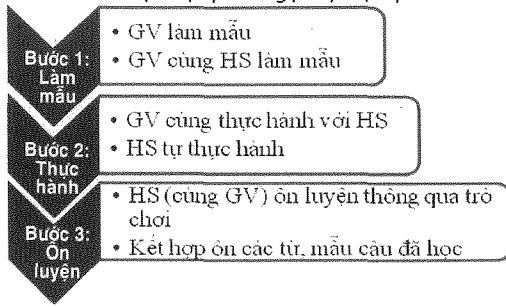 Bước 1:
Làm
mẫu
• GV làm mẫu
• GV cùng HS làm mẫu
Bước 2:
Thực
hành
• GV cùng thực hành với HS
• HS tự thực hành
Bước 3:
Ôn
luyện
• HS (cùng GV) ôn luyện thông qua trò
chơi
• Kết hợp ôn các từ, mẫu câu đã học